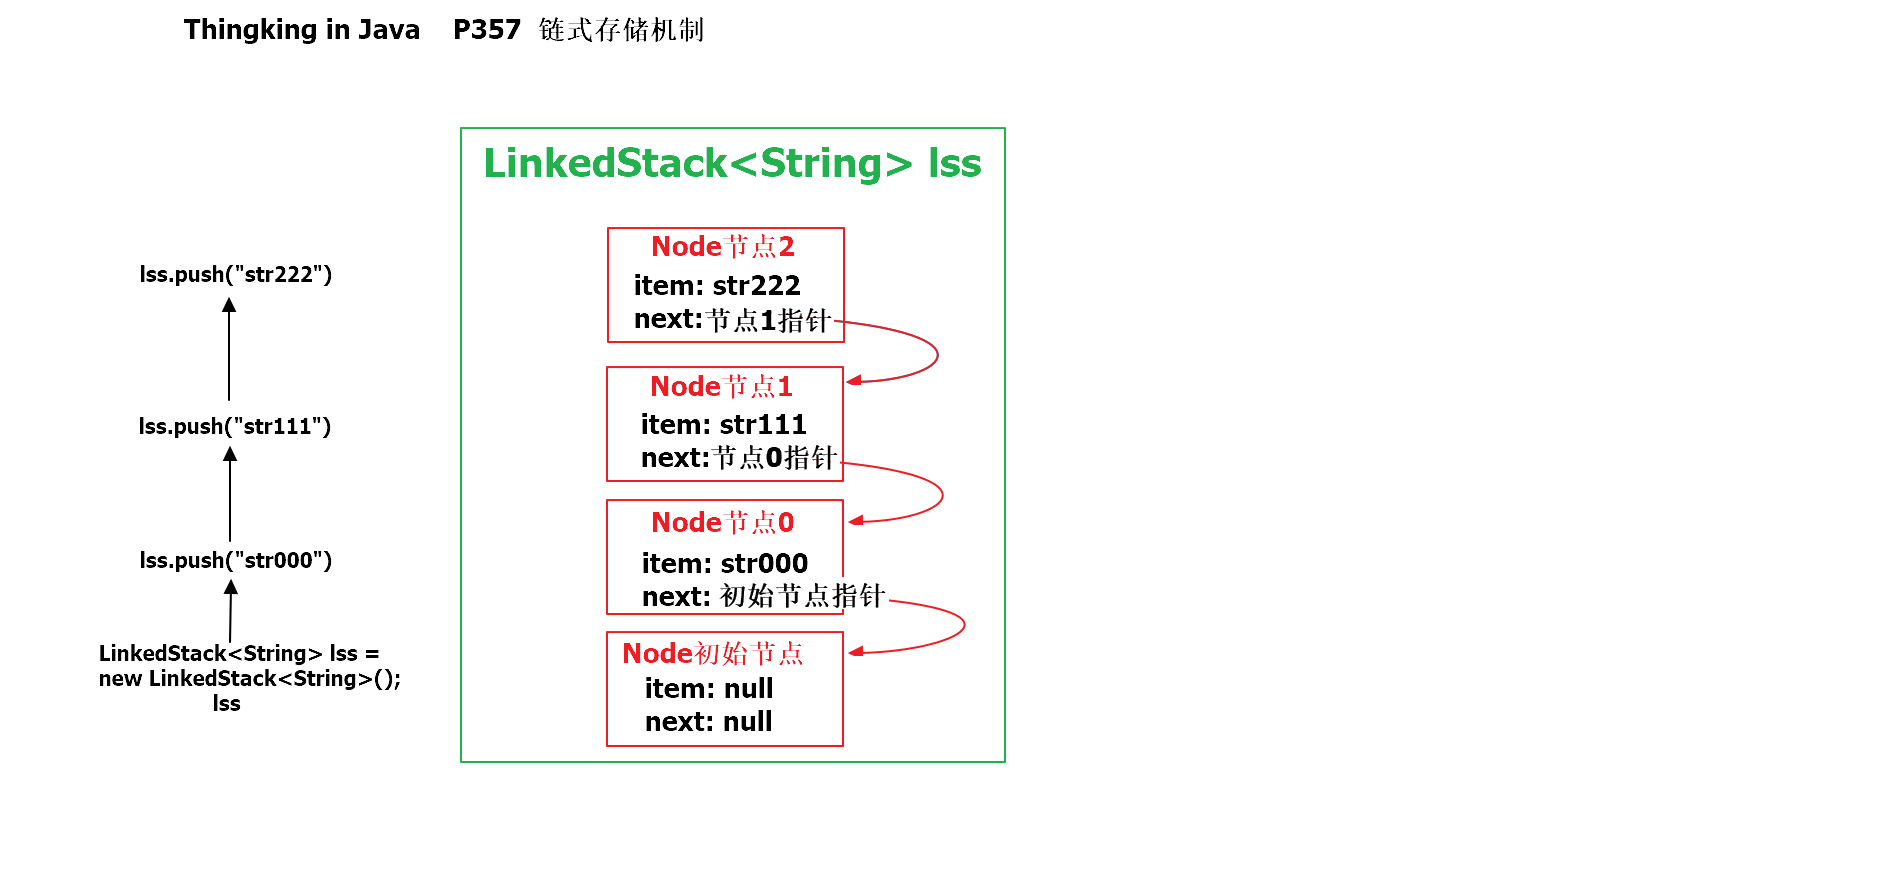 Thingking in Java P357 链式存储机制
LinkedStack<String> lss
lss.push("str222")
lss.push("str111")
lss.push("str000")
LinkedStack<String> lss =
new LinkedStack<String>();
lss
Node节点2
item: str222
next:节点1指针
Node节点1
item: str111
next:节点0指针
Node节点0
item: str000
next: 初始节点指针
Node初始节点
item: null
next: null